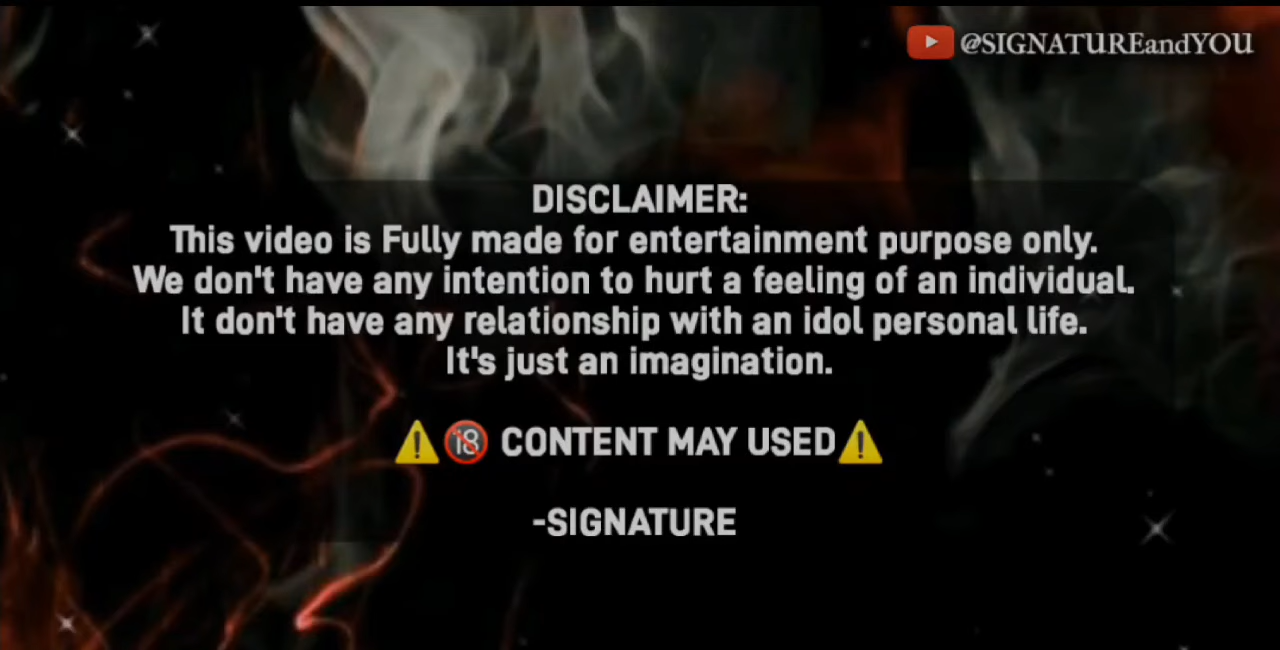 @SIGNATUREandYOU
DISCLAIMER:
This video is Fully made for entertainment purpose only.
We don't have any intention to hurt a feeling of an individual.
It don't have any relationship with an idol personal life.
It's just an imagination.
⚠️🔞 CONTENT MAY USED⚠️
-SIGNATURE